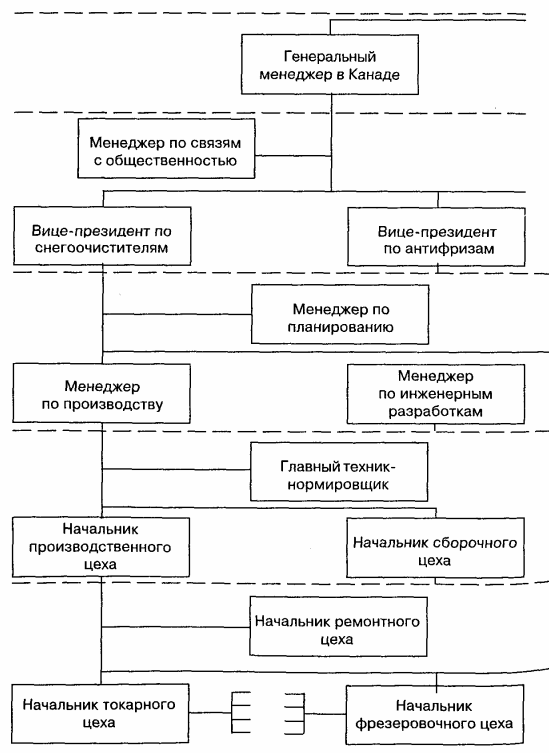 Генеральный
менеджер в Канаде
Менеджер по связям
с общественностью
Вице-президент по
снегоочистителям
Вице-президент
по антифризам
Менеджер по
планированию
Менеджер
по производству
Менеджер
по инженерным
разработкам
Главный техник-
нормировщик
Начальник
производственного
цеха
Начальник сборочного
цеха
Начальник ремонтного
цеха
Начальник токарного
цеха
Начальник
фрезеровочного цеха